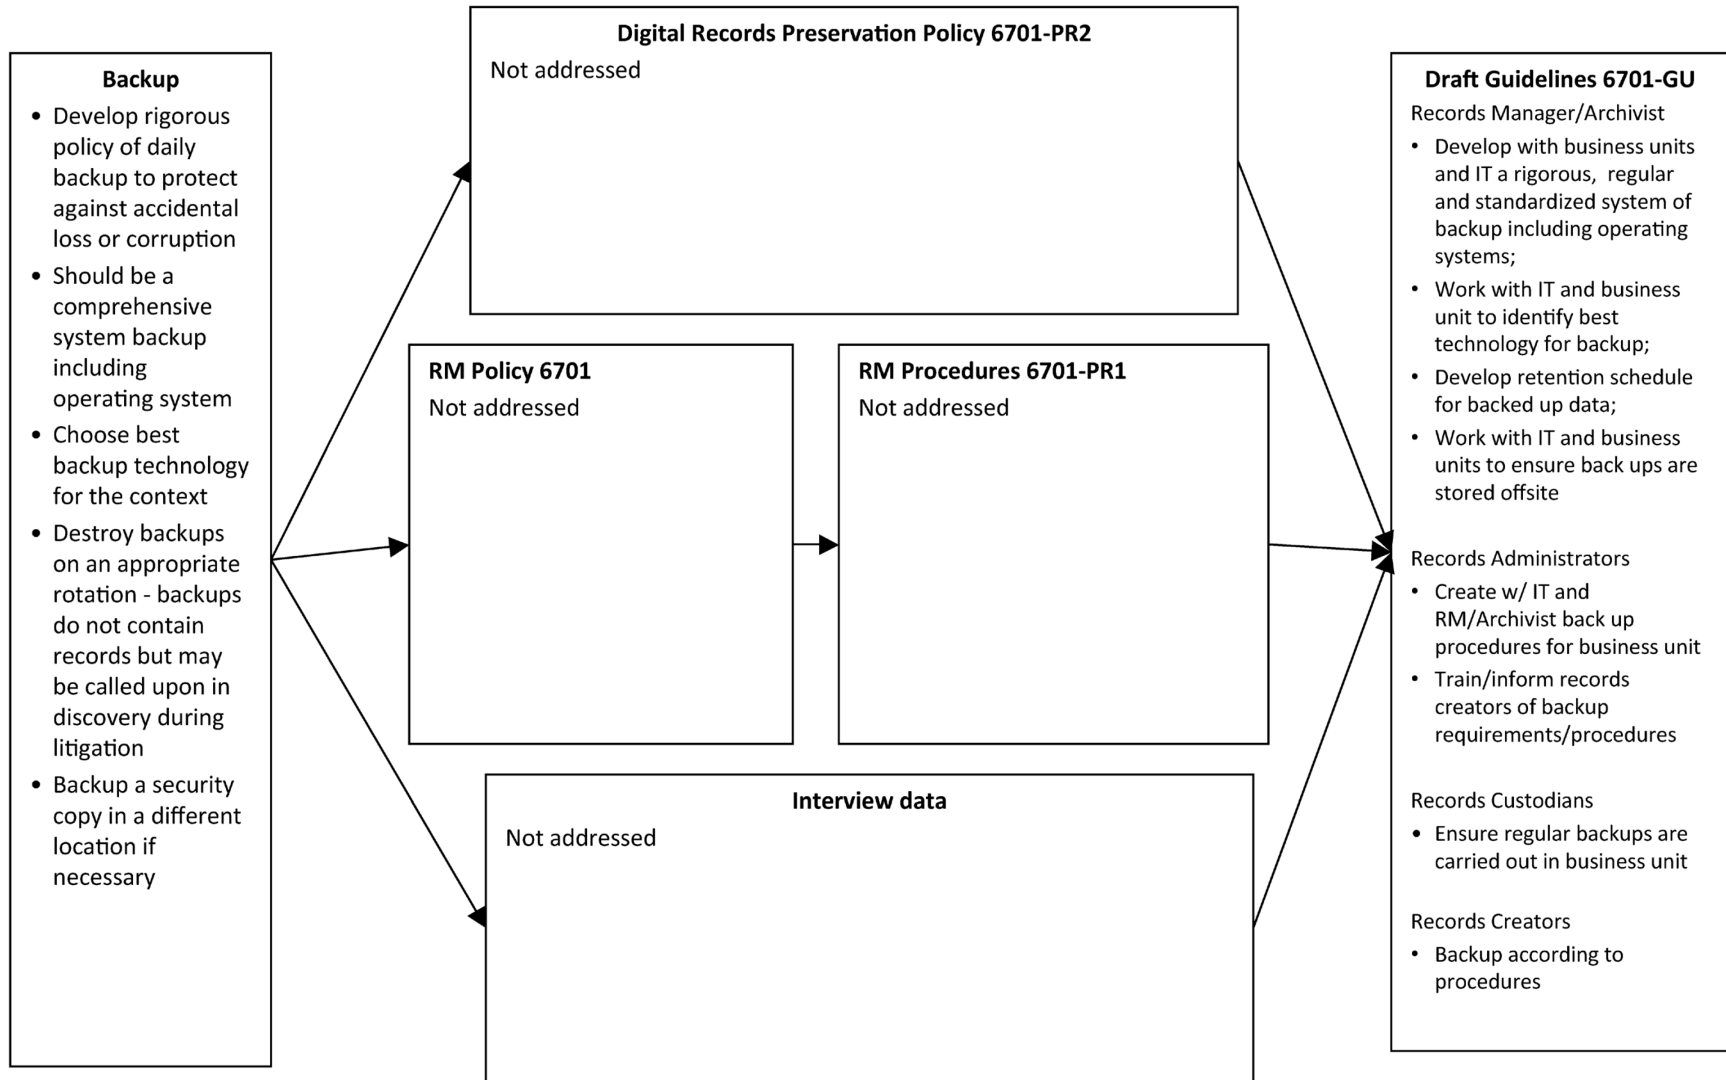 Backup
• Develop rigorous
policy of daily
backup to protect
against accidental
loss or corruption
• Should be a
comprehensive
system backup
including
operating system
• Choose best
backup technology
for the context
• Destroy backups
on an appropriate
rotation - backups
do not contain
records but may
be called upon in
discovery during
litigation
• Backup a security
copy in a different
location if
necessary
Digital Records Preservation Policy 6701-PR2
Not addressed
RM Policy 6701
Not addressed
RM Procedures 6701-PR1
Not addressed
Interview data
Not addressed
Draft Guidelines 6701-GU
Records Manager/Archivist
• Develop with business units
and IT a rigorous, regular
and standardized system of
backup including operating
systems;
• Work with IT and business
unit to identify best
technology for backup;
• Develop retention schedule
for backed up data;
• Work with IT and business
units to ensure back ups are
stored offsite
Records Administrators
• Create w/ IT and
RM/Archivist back up
procedures for business unit
• Train/inform records
creators of backup
requirements/procedures
Records Custodians
• Ensure regular backups are
carried out in business unit
Records Creators
• Backup according to
procedures